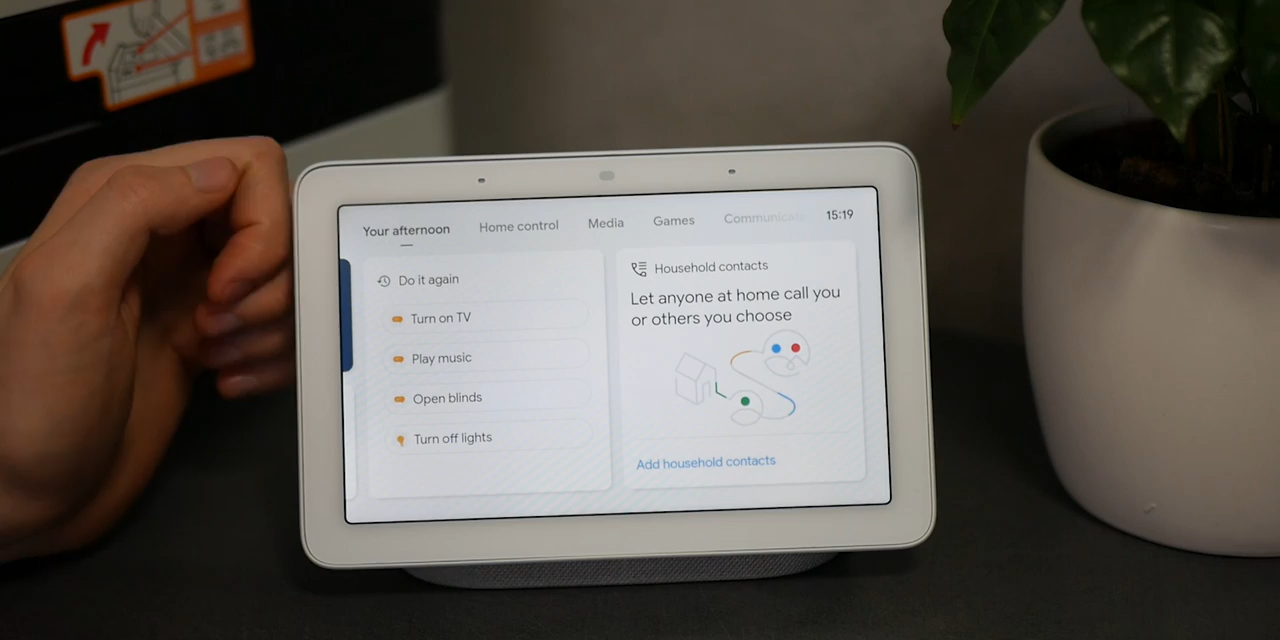 Your afternoon Home control Media Games Communica 15:19
Do it again
Turn on TV
Play music
Open blinds
Turn off lights
Household contacts
Let anyone at home call you
or others you choose
Add household contacts